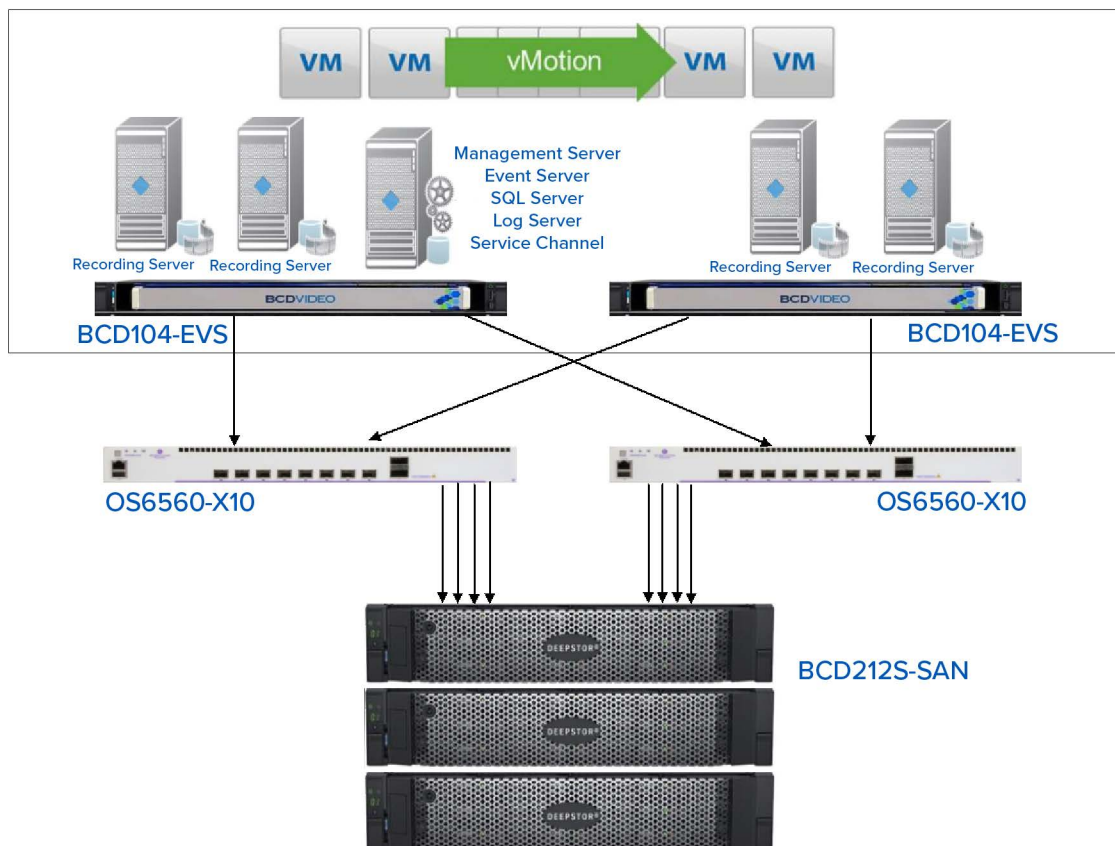 VM
VM
vMotion
VM
VM
Management Server
Event Server
SQL Server
Log Server
Service Channel
Recording Server
Recording Server
Recording Server
Recording Server
BCDVIDEO
BCDVIDEO
BCD104-EVS
BCD104-EVS
OS6560-X10
OS6560-X10
DEEPSTOR
BCD212S-SAN
DEEPSTOR
DEEPSTOR